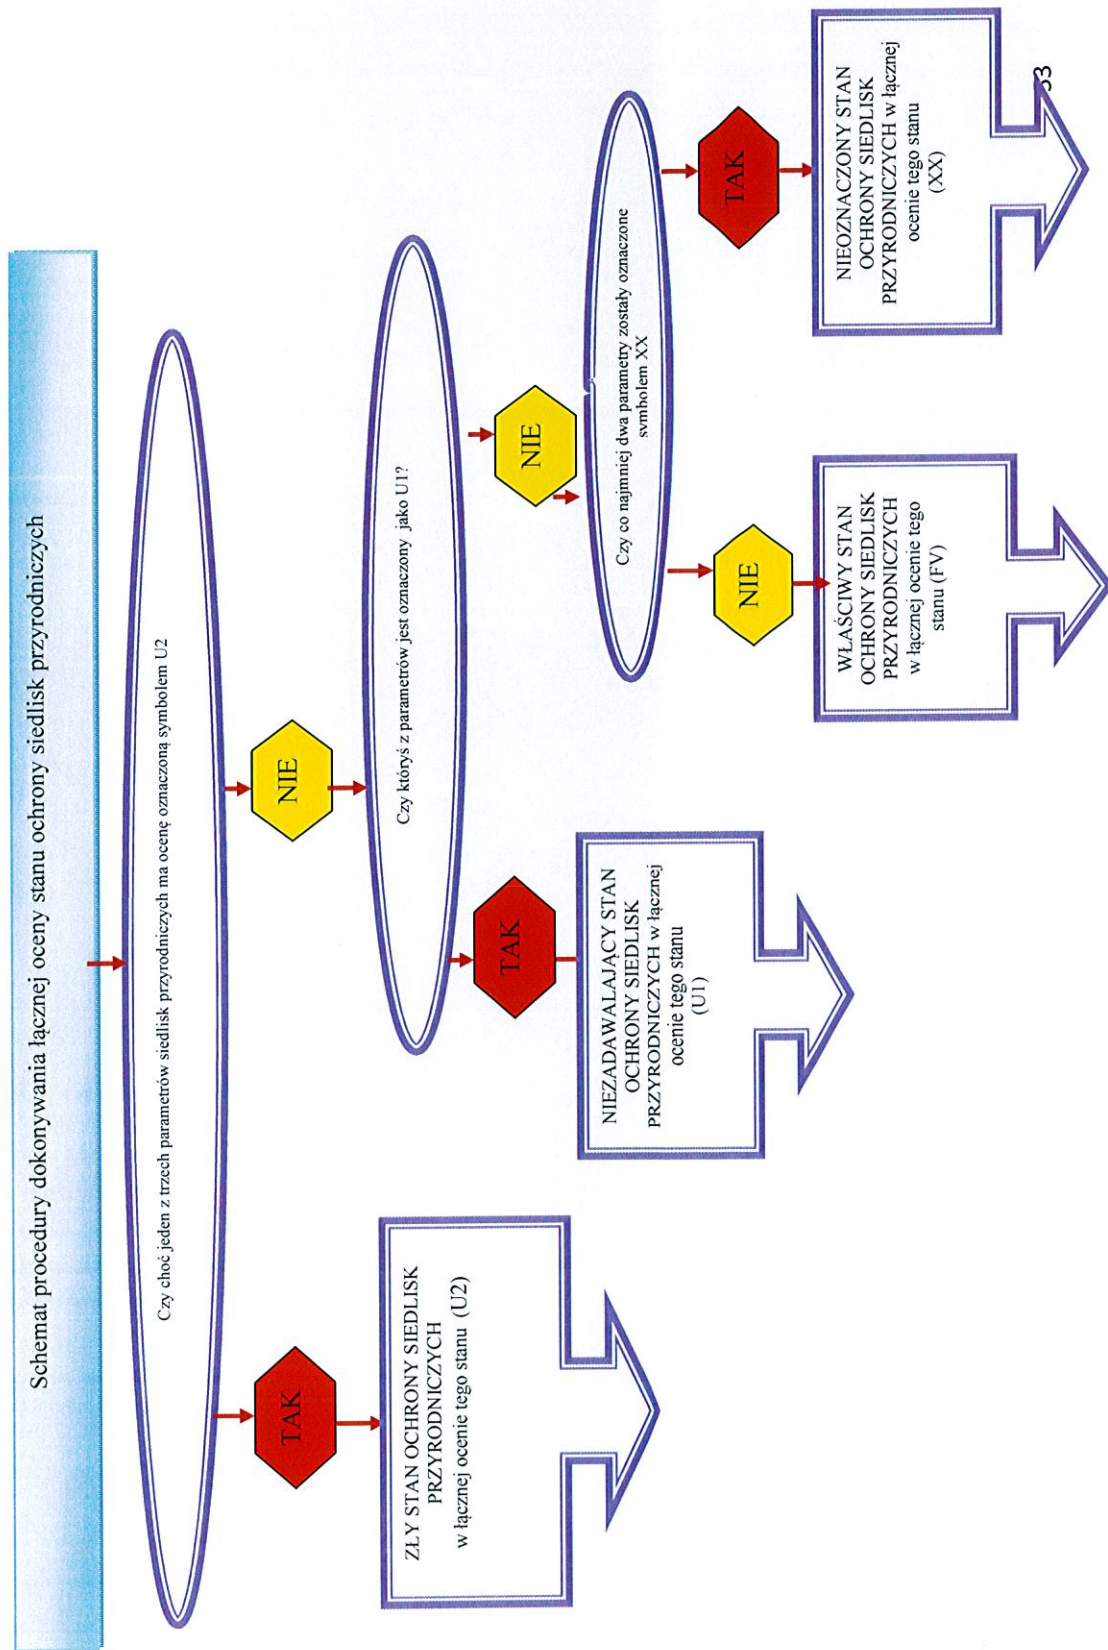 Schemat procedury dokonywania łącznej oceny stanu ochrony siedlisk przyrodniczych
Czy choć jeden z trzech parametrów siedlisk przyrodniczych ma ocenę oznaczoną symbolem U2
TAK
NIE
ZŁY STAN OCHRONY SIEDLISK
PRZYRODNICZYCH
w łącznej ocenie tego stanu (U2)
Czy któryś z parametrów jest oznaczony jako U1?
TAK
NIE
NIEZADAWALAJĄCY STAN
OCHRONY SIEDLISK
PRZYRODNICZYCH w łącznej
ocenie tego stanu
(U1)
Czy co najmniej dwa parametry zostały oznaczone
symbolem XX
NIE
TAK
WŁAŚCIWY STAN
OCHRONY SIEDLISK
PRZYRODNICZYCH
w łącznej ocenie tego
stanu (FV)
NIEOZNACZONY STAN
OCHRONY SIEDLISK
PRZYRODNICZYCH w łącznej
ocenie tego stanu
(XX)
33